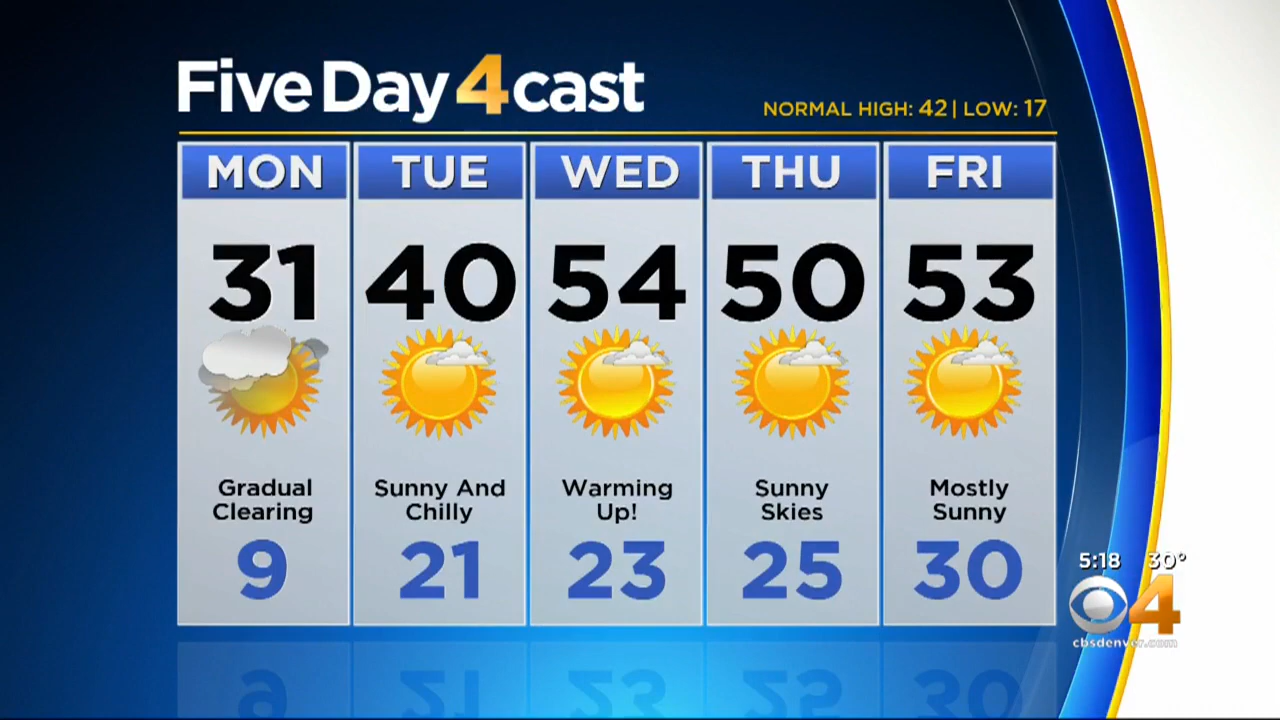 Five Day 4cast
NORMAL HIGH: 42 | LOW: 17
MON TUE WED THU FRI
31 40 54 50 53
Gradual Clearing
Sunny And Chilly
Warming Up!
Sunny Skies
Mostly Sunny
9 21 23 25 30
5:18 30°
4
cbsdenver.com